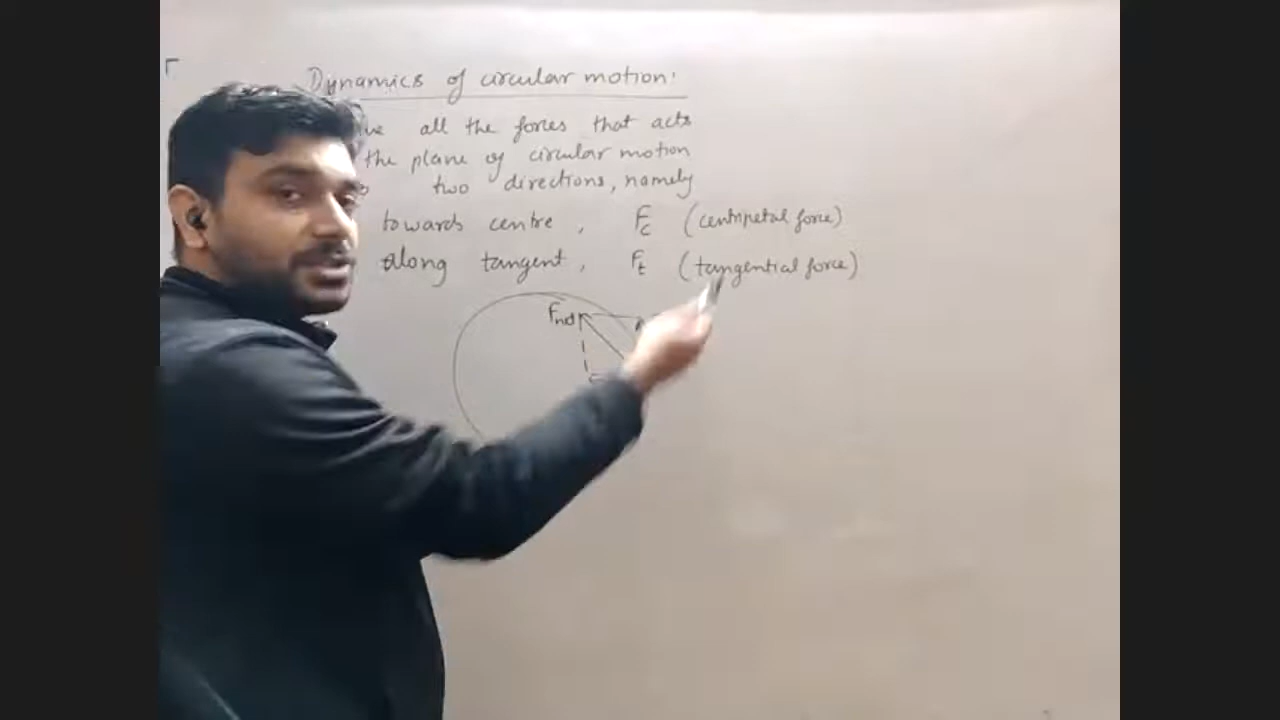 Dynamics of circular motion:
all the forces that acts
the plane of circular motion
two directions, namely
towards centre, Fc (centripetal force)
along tangent, Ft (tangential force)
Fnet